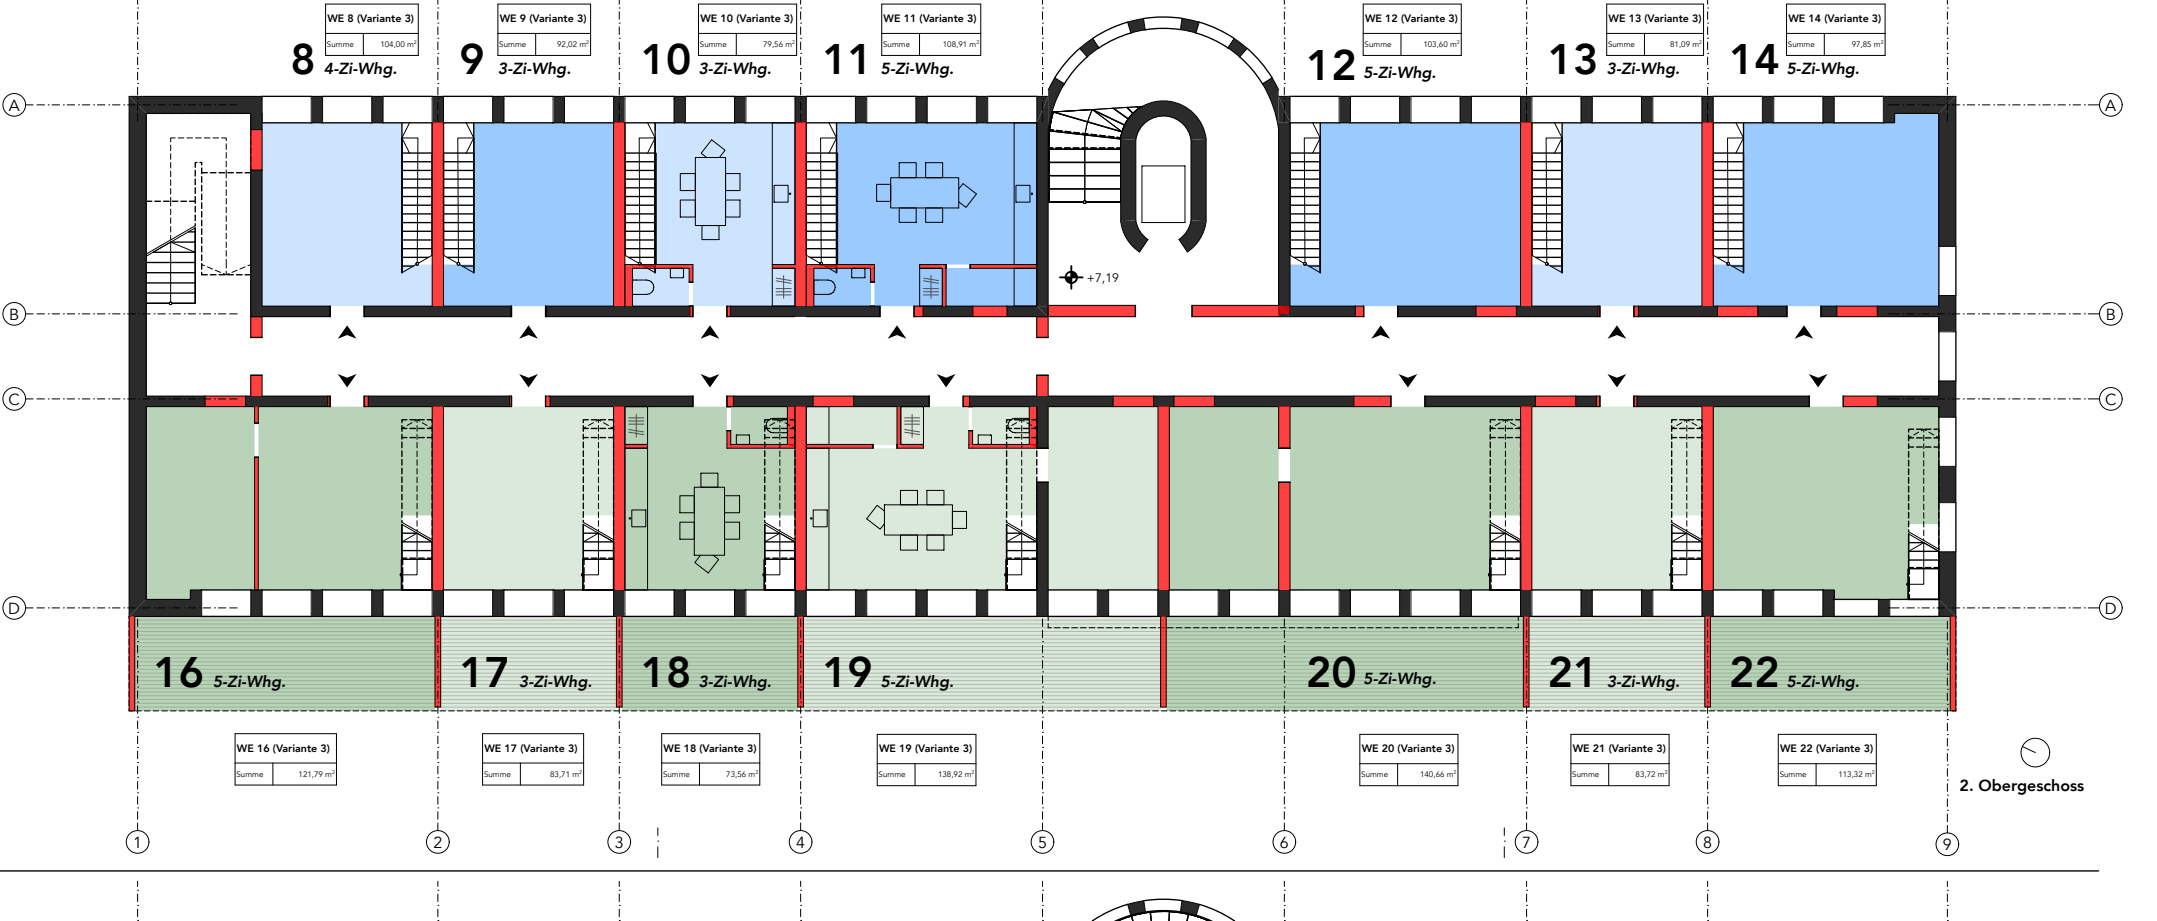 WE 8 (Variante 3)
Summe 104,00 m²
8 4-Zi-Whg.
WE 9 (Variante 3)
Summe 92,02 m²
9 3-Zi-Whg.
WE 10 (Variante 3)
Summe 79,56 m²
10 3-Zi-Whg.
WE 11 (Variante 3)
Summe 108,91 m²
11 5-Zi-Whg.
WE 12 (Variante 3)
Summe 103,60 m²
12 5-Zi-Whg.
WE 13 (Variante 3)
Summe 81,09 m²
13 3-Zi-Whg.
WE 14 (Variante 3)
Summe 97,85 m²
14 5-Zi-Whg.
A A
+7,19
B B
C C
D D
16 5-Zi-Whg.
17 3-Zi-Whg.
18 3-Zi-Whg.
19 5-Zi-Whg.
20 5-Zi-Whg.
21 3-Zi-Whg.
22 5-Zi-Whg.
WE 16 (Variante 3)
Summe 121,79 m²
WE 17 (Variante 3)
Summe 83,71 m²
WE 18 (Variante 3)
Summe 73,56 m²
WE 19 (Variante 3)
Summe 138,92 m²
WE 20 (Variante 3)
Summe 140,66 m²
WE 21 (Variante 3)
Summe 83,72 m²
WE 22 (Variante 3)
Summe 113,32 m²
2. Obergeschoss
1 2 3 4 5 6 7 8 9